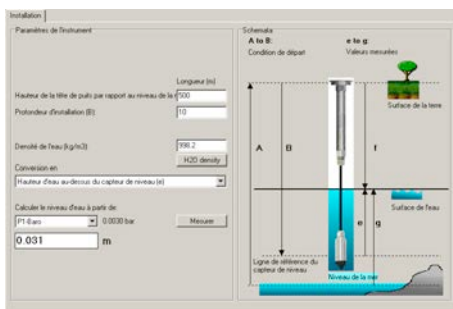 Installation
Paramètres de l'instrument
Longueur (m)
Hauteur de la tête de puits par rapport au niveau de la r 500
Profondeur d'installation (B): 10
Densité de l'eau (kg/m3): 998.2
H2O density
Conversion en:
Hauteur d'eau au-dessus du capteur de niveau (e)
Calculer le niveau d'eau à partir de:
P1-Baro 0.0030 bar Mesurer
0.031 m
Schemata
A to B: e to g:
Condition de départ Valeurs mesurées
Surface de la terre
A B f
Surface de l'eau
e g
Ligne de référence du
capteur de niveau
Niveau de la mer